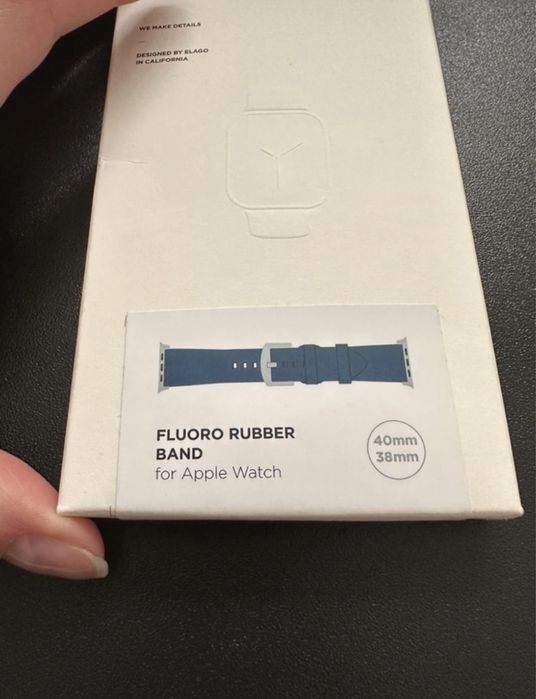 WE MAKE DETAILS
DESIGNED BY ELAGO
IN CALIFORNIA
FLUORO RUBBER
BAND
for Apple Watch
40mm
38mm